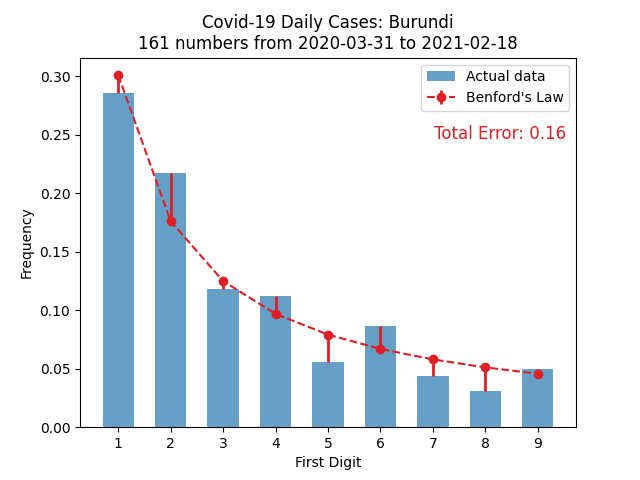 Covid-19 Daily Cases: Burundi
161 numbers from 2020-03-31 to 2021-02-18
Actual data
Benford's Law
Total Error: 0.16
Frequency
0.30
0.25
0.20
0.15
0.10
0.05
0.00
1 2 3 4 5 6 7 8 9
First Digit